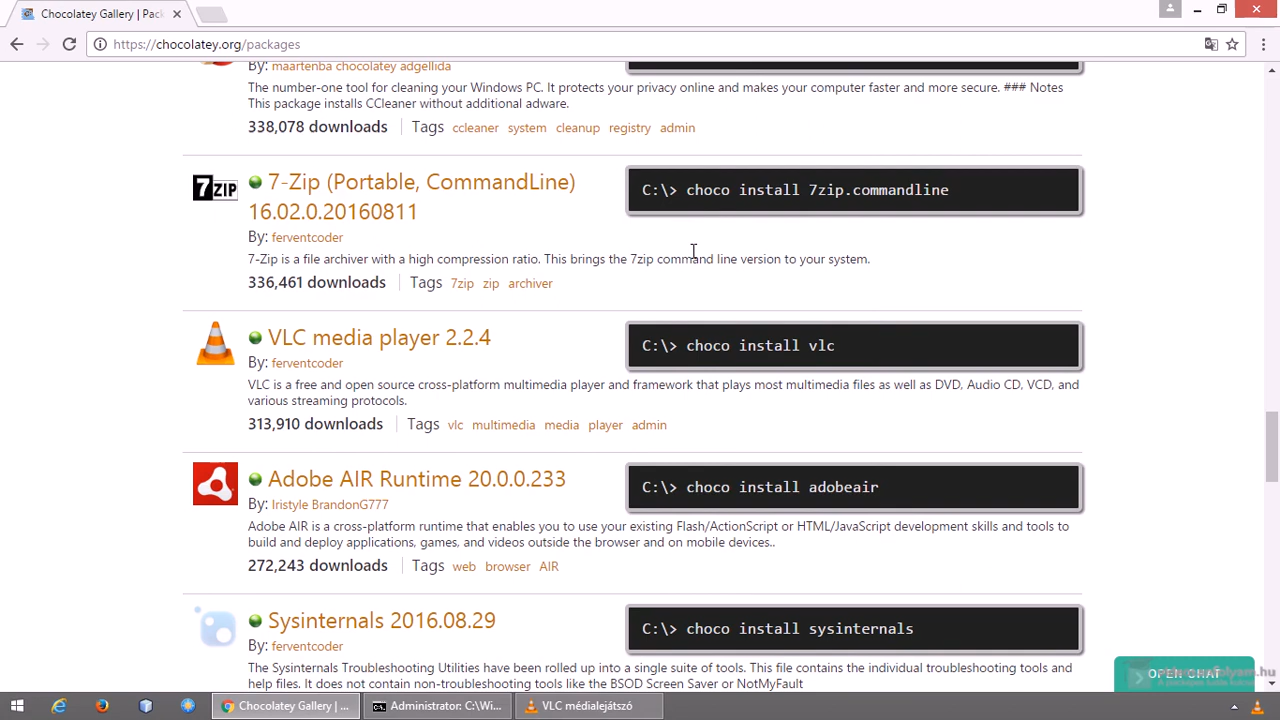 Chocolatey Gallery | Pack
https://chocolatey.org/packages
By: maartenba chocolatey adgellida
The number-one tool for cleaning your Windows PC. It protects your privacy online and makes your computer faster and more secure. ### Notes
This package installs CCleaner without additional adware.
338,078 downloads Tags ccleaner system cleanup registry admin
7ZIP
7-Zip (Portable, CommandLine)
16.02.0.20160811
C:\> choco install 7zip.commandline
By: ferventcoder
7-Zip is a file archiver with a high compression ratio. This brings the 7zip command line version to your system.
336,461 downloads Tags 7zip zip archiver
VLC media player 2.2.4
C:\> choco install vlc
By: ferventcoder
VLC is a free and open source cross-platform multimedia player and framework that plays most multimedia files as well as DVD, Audio CD, VCD, and
various streaming protocols.
313,910 downloads Tags vlc multimedia media player admin
Adobe AIR Runtime 20.0.0.233
C:\> choco install adobeair
By: Iristyle BrandonG777
Adobe AIR is a cross-platform runtime that enables you to use your existing Flash/ActionScript or HTML/JavaScript development skills and tools to
build and deploy applications, games, and videos outside the browser and on mobile devices..
272,243 downloads Tags web browser AIR
Sysinternals 2016.08.29
C:\> choco install sysinternals
By: ferventcoder
The Sysinternals Troubleshooting Utilities have been rolled up into a single suite of tools. This file contains the individual troubleshooting tools and
help files. It does not contain non-troubleshooting tools like the BSOD Screen Saver or NotMyFault
OPEN CHAT
Chocolatey Gallery | ...
Administrator: C:\Wi...
VLC médialejátszó